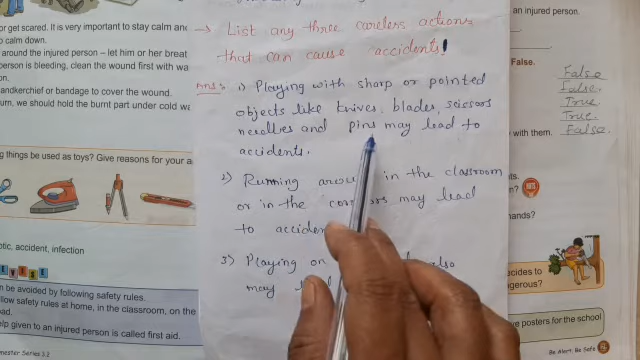 or get scared. It is very important to stay calm and
o calm down.
around the injured person – let him or her breat
person is bleeding, clean the wound first with wa
andkerchief or bandage to cover the wound.
urn, we should hold the burnt part under cold wa
ng things be used as toys? Give reasons for your a
otic, accident, infection
n be avoided by following safety rules.
llow safety rules at home, in the classroom, on the
oad.
elp given to an injured person is called first aid.
mester Series 3.2
→ List any three careless actions
that can cause accidents!
Ans:→ 1) Playing with sharp or pointed
objects like knives, blades, scissors
needles and pins may lead to
accidents.
2) Running in the classroom
or in the may lead
to
3) Playing on also
may
an injured person.
False.
False
False.
True
True.
with them. False.
hands?
ecides to
ngerous?
ve posters for the school
Be Alert, Be Safe